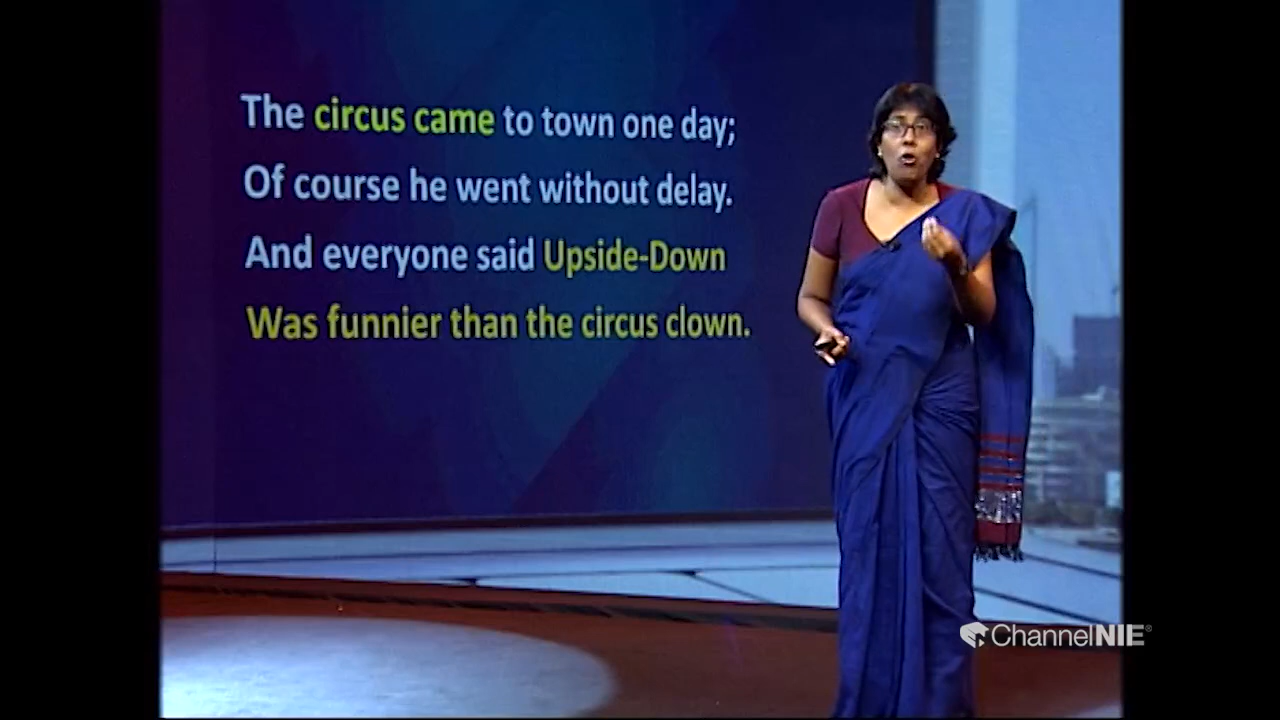 The circus came to town one day;
Of course he went without delay.
And everyone said Upside-Down
Was funnier than the circus clown.
ChannelNIE®